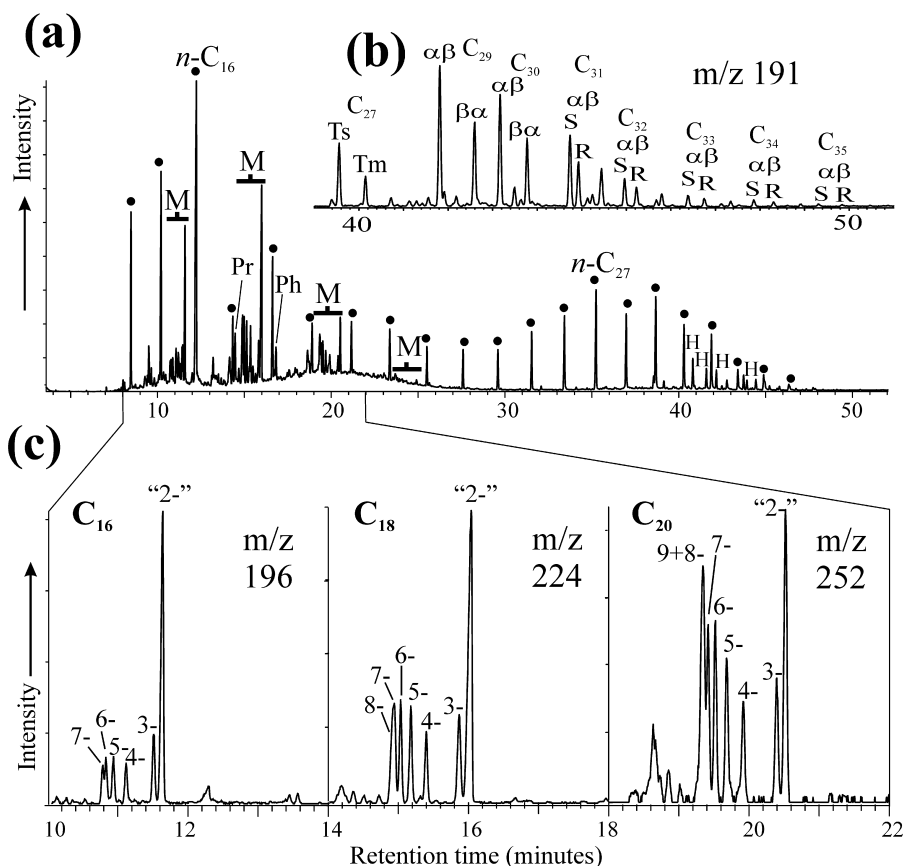 (a)
Intensity
n-C₁₆
M
M
Pr
Ph
M
M
n-C₂₇
H
H
H
H
10
20
30
40
50
(b)
m/z 191
C₂₇
Ts
Tm
αβ
C₂₉
βα
αβ
C₃₀
βα
C₃₁
αβ
S
R
C₃₂
αβ
S R
C₃₃
αβ
S R
C₃₄
αβ
S R
C₃₅
αβ
S R
40
50
(c)
Intensity
C₁₆
“2-”
m/z
196
7-
6-
5-
4-
3-
C₁₈
“2-”
m/z
224
8-
7-
6-
5-
4-
3-
C₂₀
“2-”
m/z
252
9+8-
7-
6-
5-
4-
3-
10
12
14
16
18
20
22
Retention time (minutes)